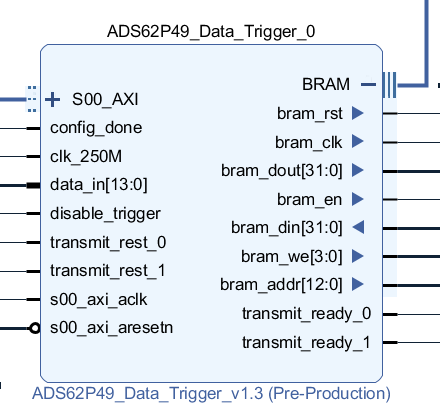 ADS62P49_Data_Trigger_0
S00_AXI
config_done
clk_250M
data_in[13:0]
disable_trigger
transmit_rest_0
transmit_rest_1
s00_axi_aclk
s00_axi_aresetn
BRAM
bram_rst
bram_clk
bram_dout[31:0]
bram_en
bram_din[31:0]
bram_we[3:0]
bram_addr[12:0]
transmit_ready_0
transmit_ready_1
ADS62P49_Data_Trigger_v1.3 (Pre-Production)